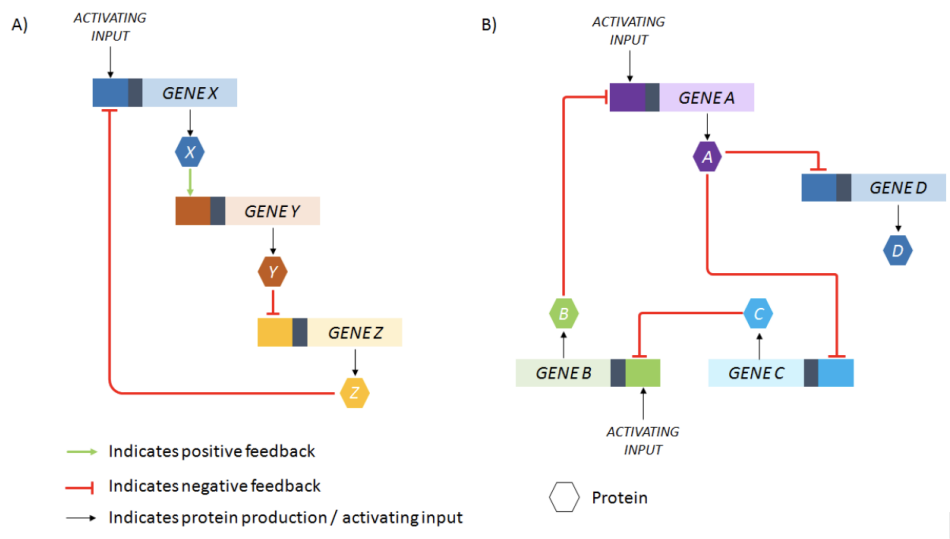 A)
ACTIVATING
INPUT
GENE X
X
GENE Y
Y
GENE Z
Z
Indicates positive feedback
Indicates negative feedback
Indicates protein production / activating input
B)
ACTIVATING
INPUT
GENE A
A
GENE D
D
B
C
GENE B
GENE C
ACTIVATING
INPUT
Protein